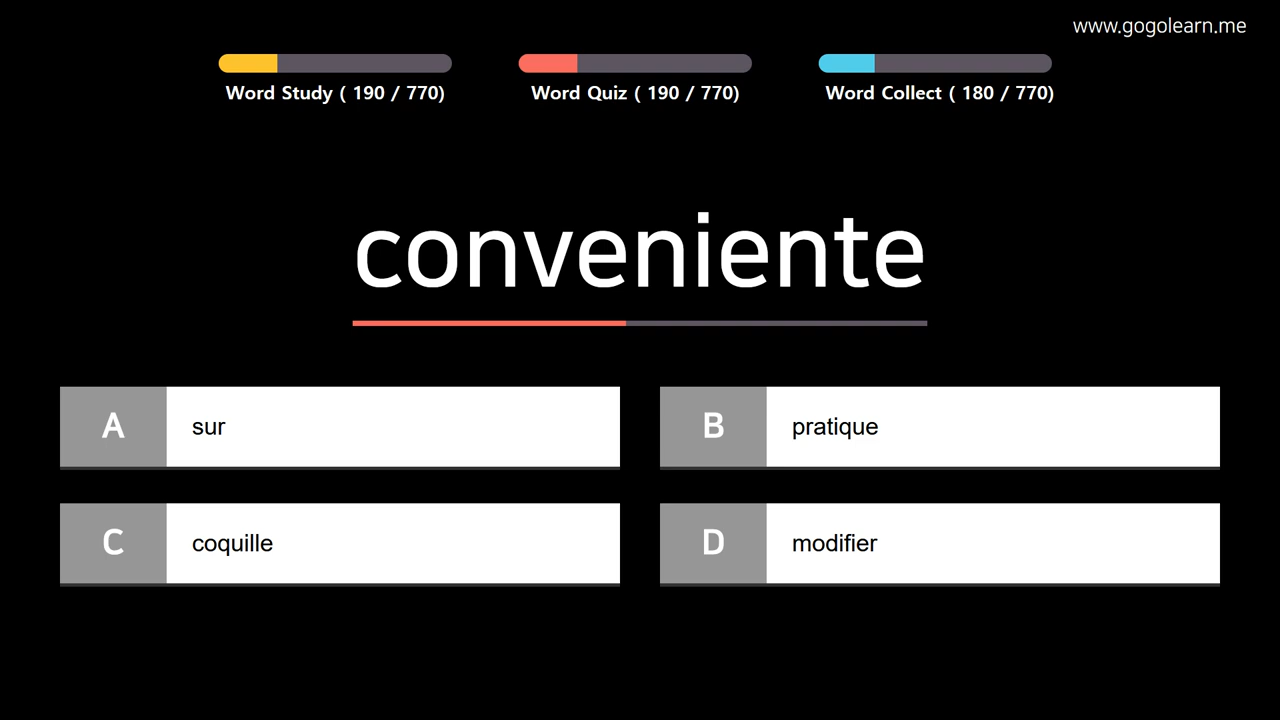 www.gogolearn.me
Word Study ( 190 / 770)
Word Quiz ( 190 / 770)
Word Collect ( 180 / 770)
conveniente
A sur
B pratique
C coquille
D modifier